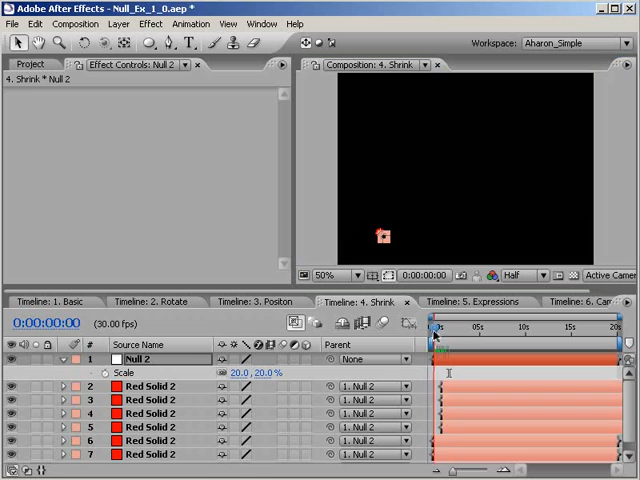 Adobe After Effects - Null_Ex_1_0.aep *
File Edit Composition Layer Effect Animation View Window Help
Workspace: Aharon_Simple
Project Effect Controls: Null 2 Composition: 4. Shrink
4. Shrink * Null 2
50% 0:00:00:00 Half Active Camer
Timeline: 1. Basic Timeline: 2. Rotate Timeline: 3. Positon Timeline: 4. Shrink Timeline: 5. Expressions Timeline: 6. Cam
0:00:00:00 (30.00 fps) 05s 10s 15s 20s
# Source Name Parent
1 Null 2 None
Scale 20.0, 20.0 %
2 Red Solid 2 1. Null 2
3 Red Solid 2 1. Null 2
4 Red Solid 2 1. Null 2
5 Red Solid 2 1. Null 2
6 Red Solid 2 1. Null 2
7 Red Solid 2 1. Null 2